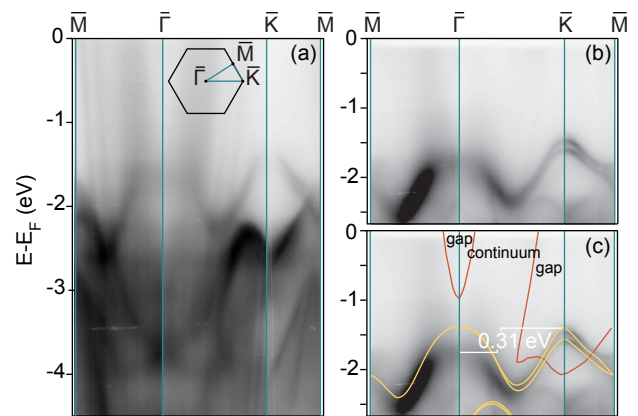 M̅ Γ̅ K̅ M̅
M̅ Γ̅ K̅ M̅
(a)
M̅
Γ̅ K̅
0
-1
-2
-3
-4
E-E_F (eV)
(b)
0
-1
-2
(c)
0
-1
-2
gap
continuum
gap
0.31 eV